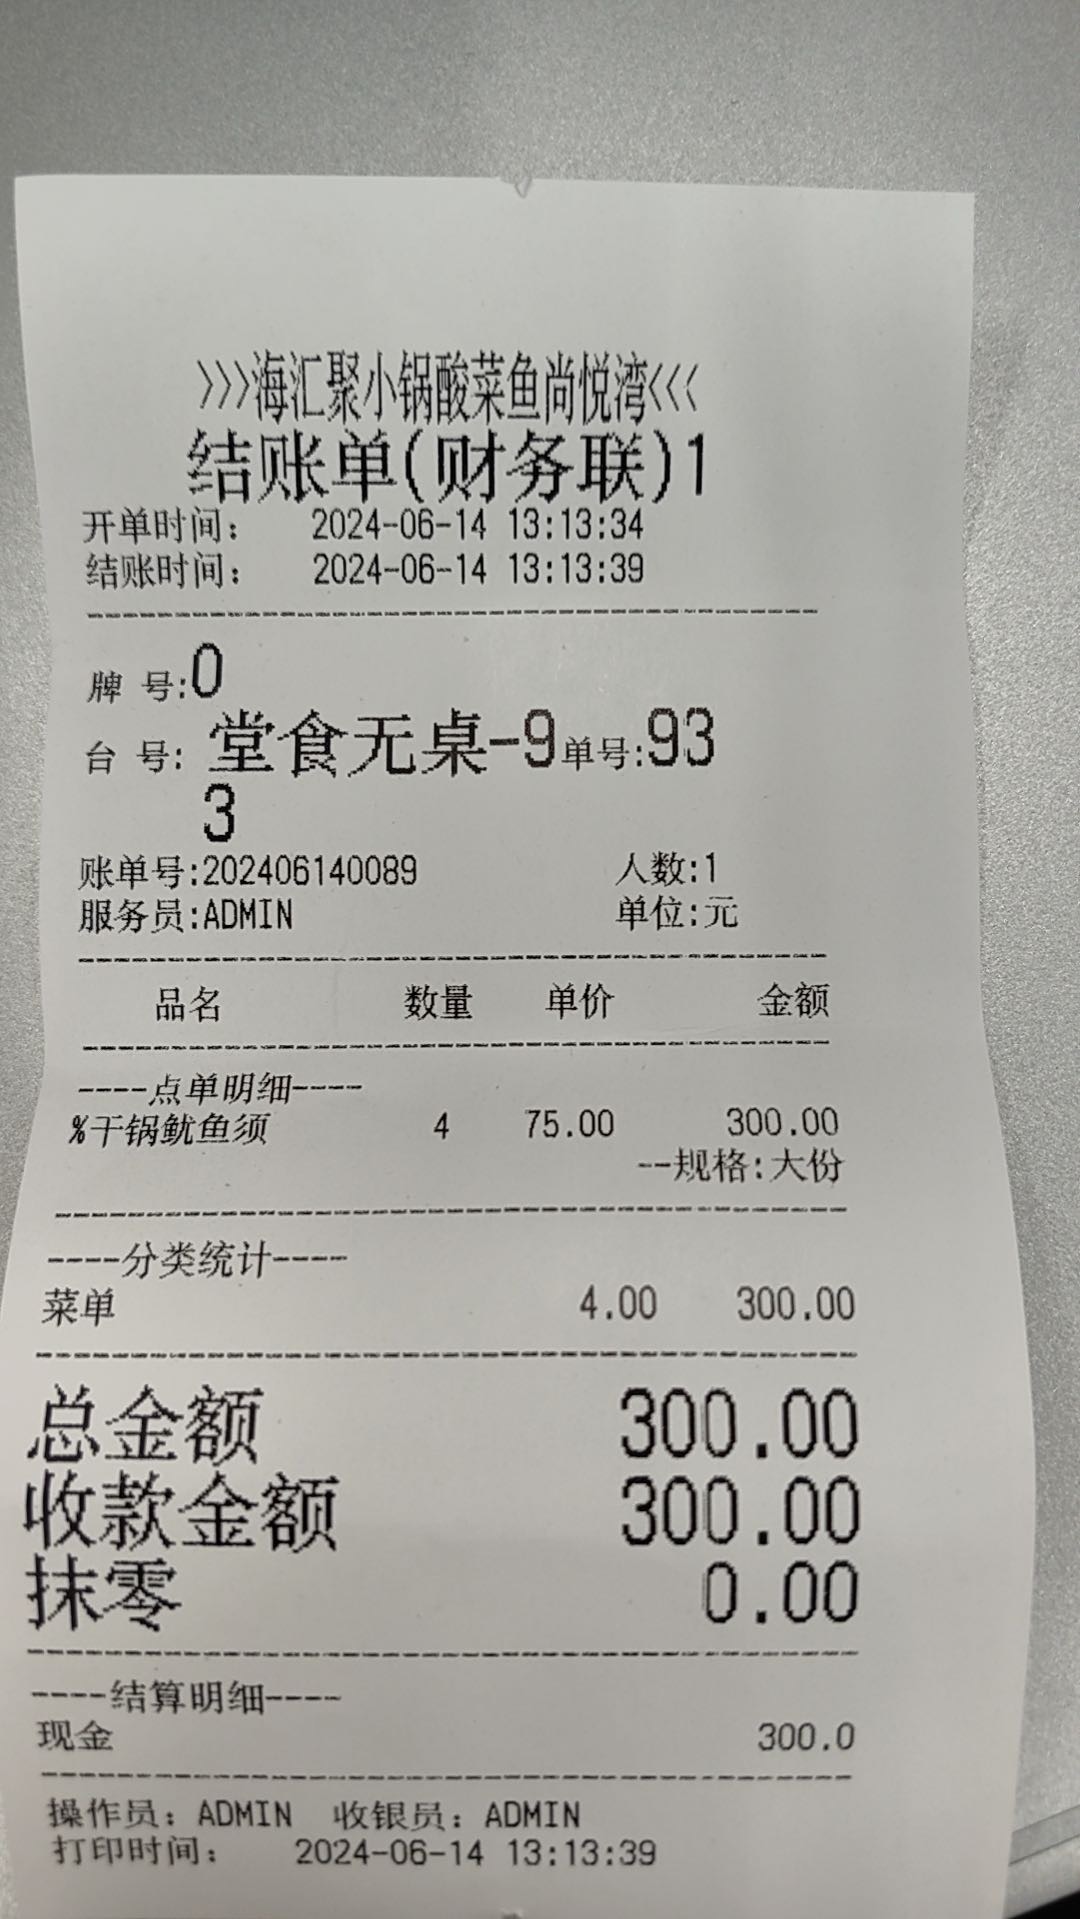 >>>海汇聚小锅酸菜鱼尚悦湾<<<
结账单(财务联)1
开单时间: 2024-06-14 13:13:34
结账时间: 2024-06-14 13:13:39
牌 号:0
台 号: 堂食无桌-9 单号:93
3
账单号:202406140089 人数:1
服务员:ADMIN 单位:元
品名 数量 单价 金额
----点单明细----
%干锅鱿鱼须 4 75.00 300.00
--规格:大份
----分类统计----
菜单 4.00 300.00
总金额 300.00
收款金额 300.00
抹零 0.00
----结算明细----
现金 300.0
操作员: ADMIN 收银员: ADMIN
打印时间: 2024-06-14 13:13:39